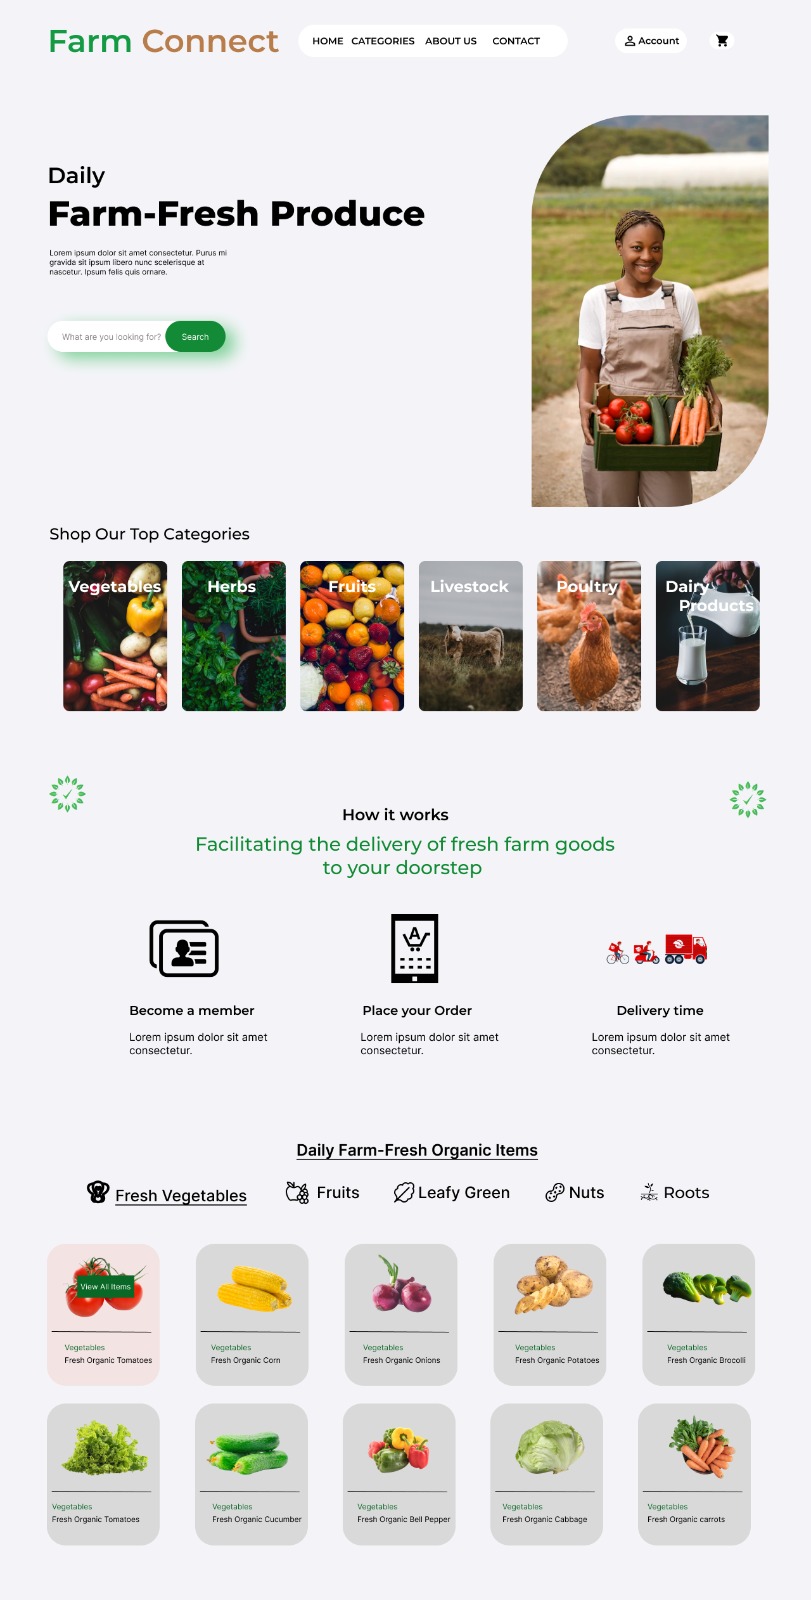 Farm Connect
HOME CATEGORIES ABOUT US CONTACT
Account
Daily
Farm-Fresh Produce
Lorem ipsum dolor sit amet consectetur. Purus mi
gravida sit ipsum libero nunc scelerisque at
nascetur. Ipsum felis quis ornare.
What are you looking for? Search
Shop Our Top Categories
Vegetables Herbs Fruits Livestock Poultry Dairy
Products
How it works
Facilitating the delivery of fresh farm goods
to your doorstep
A
Become a member Place your Order Delivery time
Lorem ipsum dolor sit amet
consectetur.
Lorem ipsum dolor sit amet
consectetur.
Lorem ipsum dolor sit amet
consectetur.
Daily Farm-Fresh Organic Items
Fresh Vegetables Fruits Leafy Green Nuts Roots
View All Items
Vegetables
Fresh Organic Tomatoes
Vegetables
Fresh Organic Corn
Vegetables
Fresh Organic Onions
Vegetables
Fresh Organic Potatoes
Vegetables
Fresh Organic Brocolli
Vegetables
Fresh Organic Tomatoes
Vegetables
Fresh Organic Cucumber
Vegetables
Fresh Organic Bell Pepper
Vegetables
Fresh Organic Cabbage
Vegetables
Fresh Organic carrots